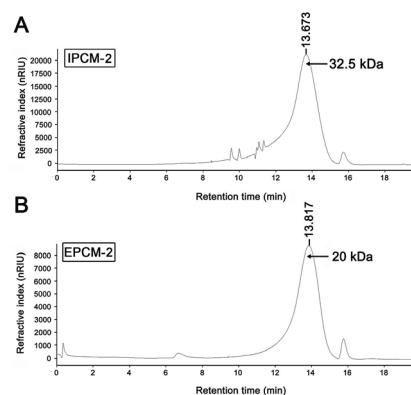 A
IPCM-2
13.673
32.5 kDa
Refractive index (nRIU)
20000
17500
15000
12500
10000
7500
5000
2500
0
0 2 4 6 8 10 12 14 16 18
Retention time (min)
B
EPCM-2
13.817
20 kDa
Refractive index (nRIU)
8000
7000
6000
5000
4000
3000
2000
1000
0
0 2 4 6 8 10 12 14 16 18
Retention time (min)